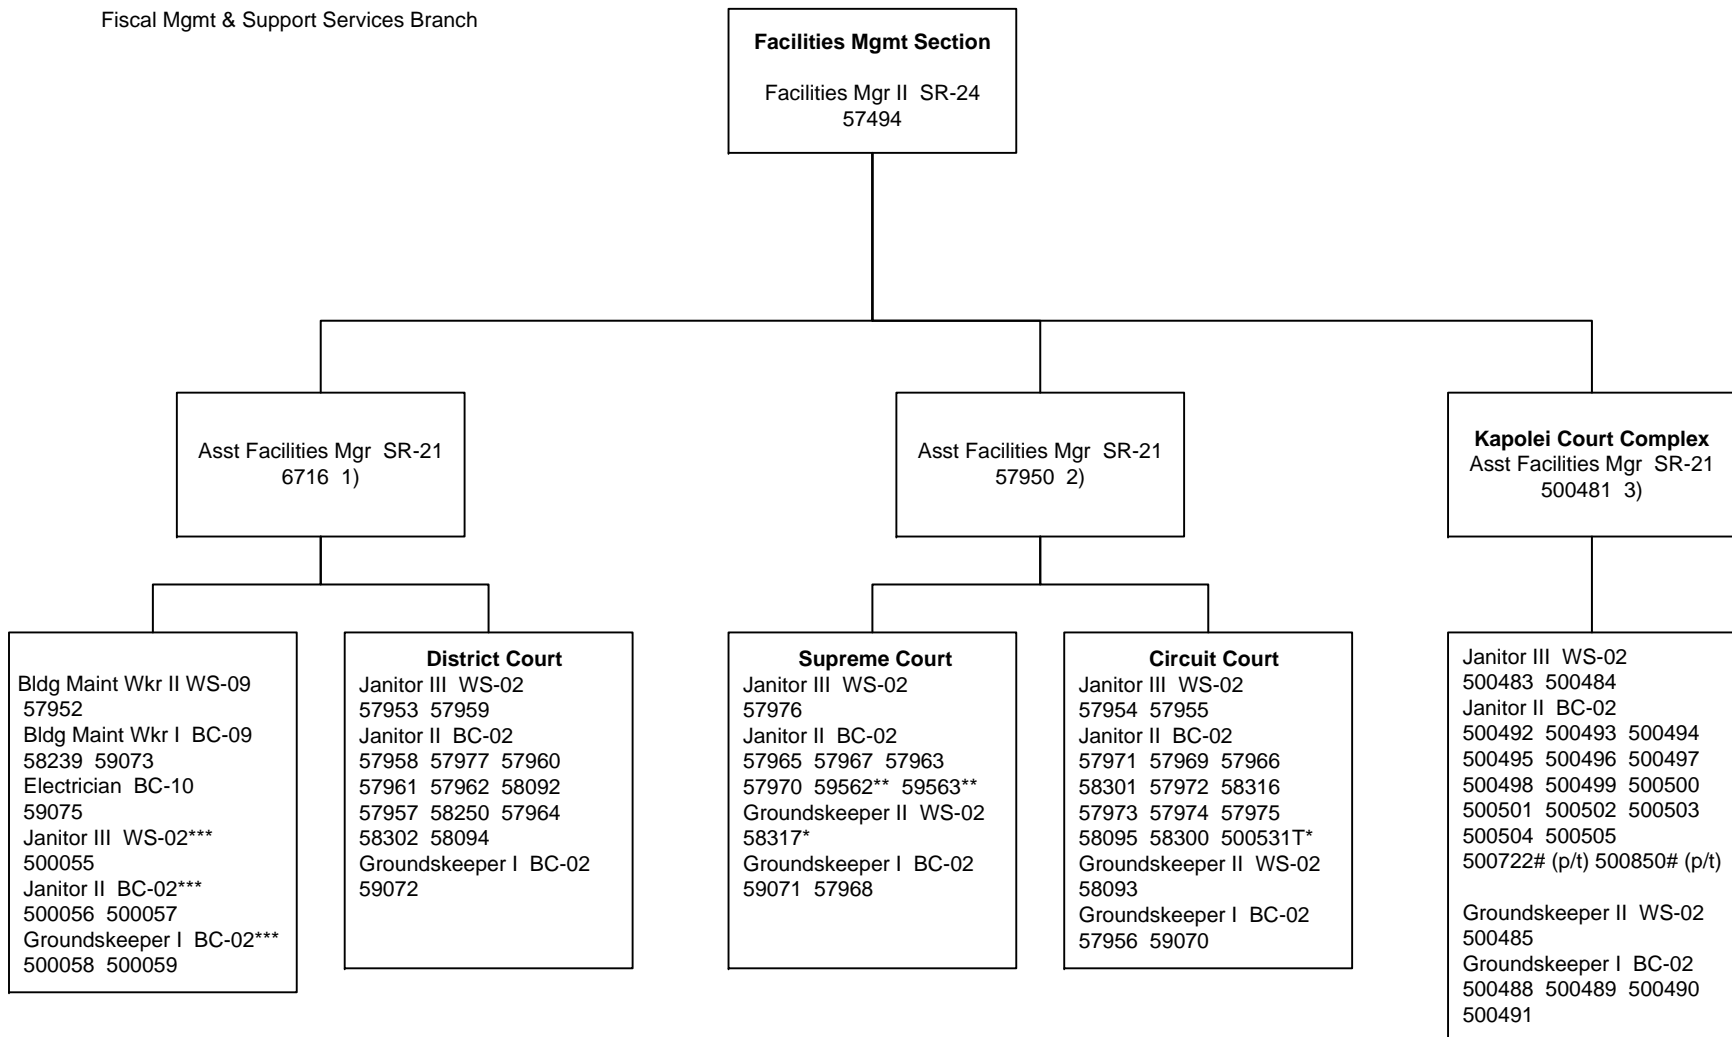 Fiscal Mgmt & Support Services Branch
Facilities Mgmt Section
Facilities Mgr II SR-24
57494
Asst Facilities Mgr SR-21
6716 1)
Asst Facilities Mgr SR-21
57950 2)
Kapolei Court Complex
Asst Facilities Mgr SR-21
500481 3)
Bldg Maint Wkr II WS-09
57952
Bldg Maint Wkr I BC-09
58239 59073
Electrician BC-10
59075
Janitor III WS-02***
500055
Janitor II BC-02***
500056 500057
Groundskeeper I BC-02***
500058 500059
District Court
Janitor III WS-02
57953 57959
Janitor II BC-02
57958 57977 57960
57961 57962 58092
57957 58250 57964
58302 58094
Groundskeeper I BC-02
59072
Supreme Court
Janitor III WS-02
57976
Janitor II BC-02
57965 57967 57963
57970 59562** 59563**
Groundskeeper II WS-02
58317*
Groundskeeper I BC-02
59071 57968
Circuit Court
Janitor III WS-02
57954 57955
Janitor II BC-02
57971 57969 57966
58301 57972 58316
57973 57974 57975
58095 58300 500531T*
Groundskeeper II WS-02
58093
Groundskeeper I BC-02
57956 59070
Janitor III WS-02
500483 500484
Janitor II BC-02
500492 500493 500494
500495 500496 500497
500498 500499 500500
500501 500502 500503
500504 500505
500722# (p/t) 500850# (p/t)
Groundskeeper II WS-02
500485
Groundskeeper I BC-02
500488 500489 500490
500491